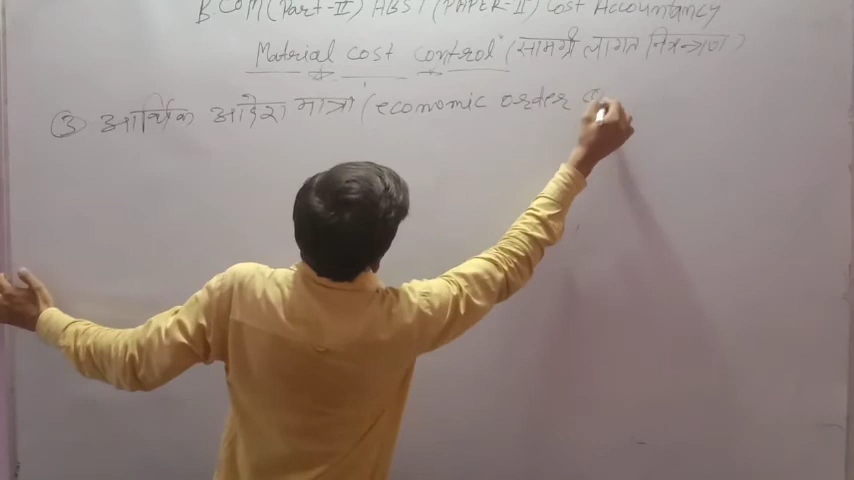 B COM (Part-II) ABST (PAPER-II) Cost Accountancy
Material cost control (सामग्री लागत नियन्त्रण)
③ आर्थिक आदेश मात्रा (economic order